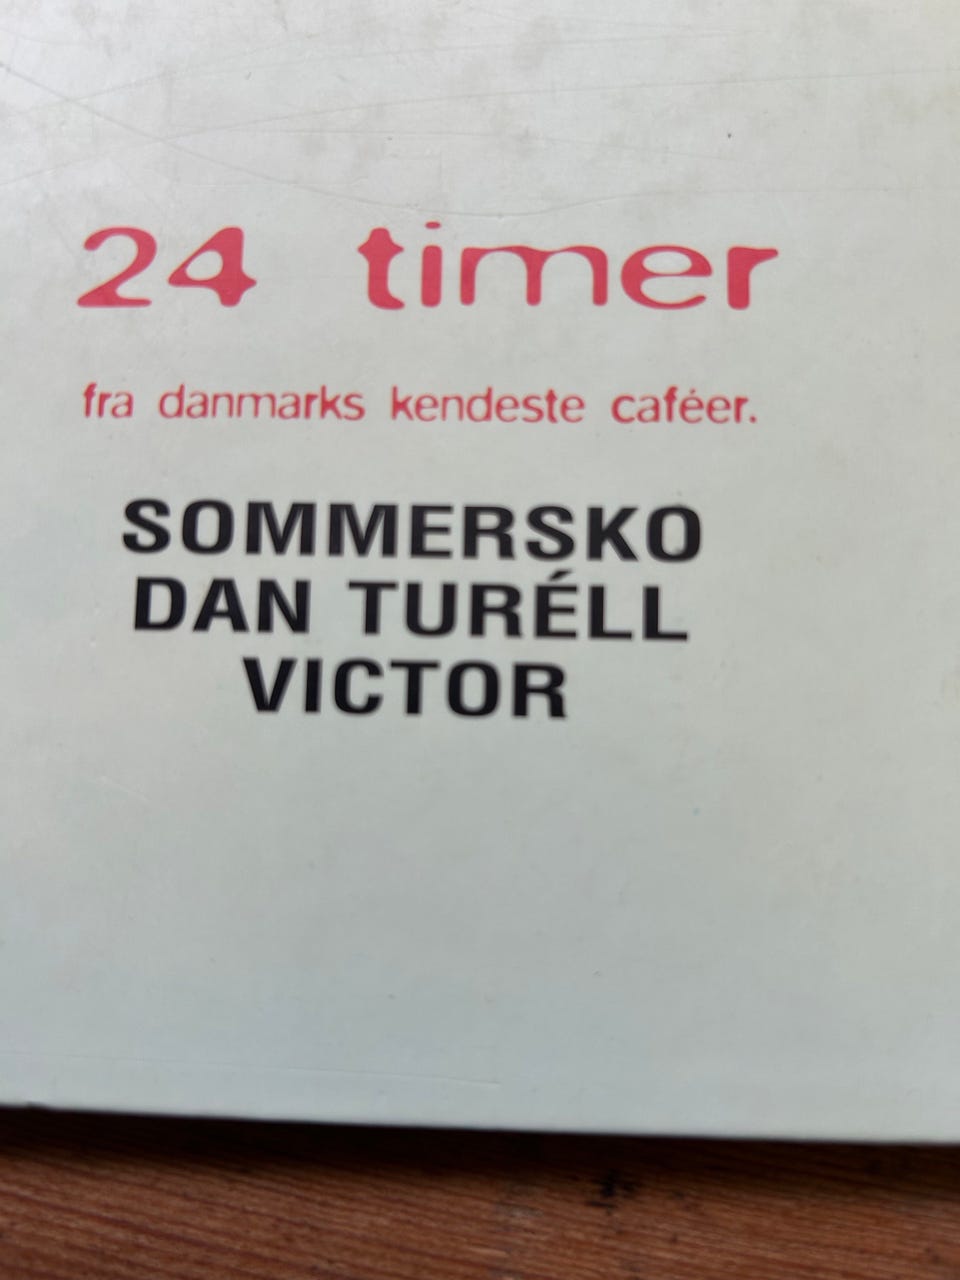 24 timer
fra danmarks kendeste caféer.
SOMMERSKO
DAN TURÉLL
VICTOR